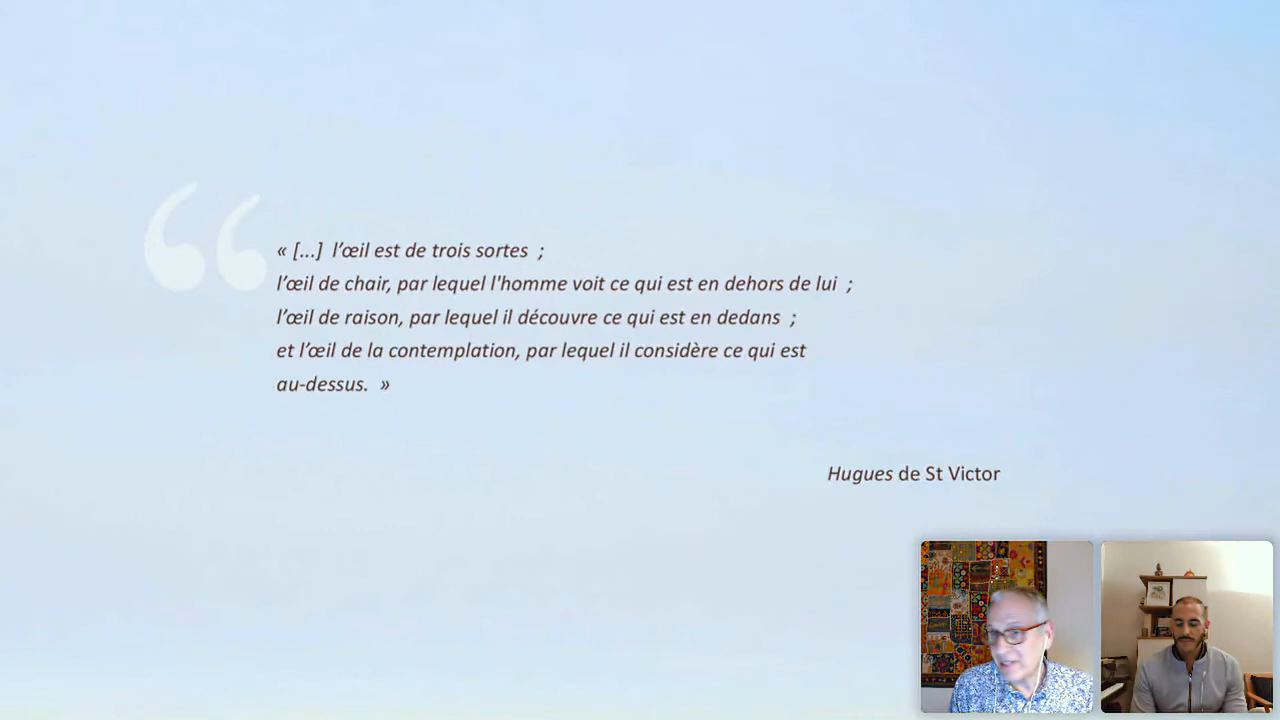 « [...] l’œil est de trois sortes ;
l’œil de chair, par lequel l'homme voit ce qui est en dehors de lui ;
l’œil de raison, par lequel il découvre ce qui est en dedans ;
et l’œil de la contemplation, par lequel il considère ce qui est
au-dessus. »
Hugues de St Victor